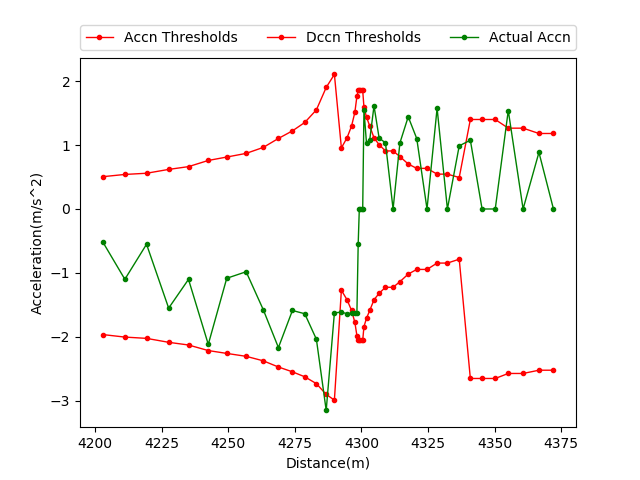 Accn Thresholds Dccn Thresholds Actual Accn
2
1
0
−1
−2
−3
Acceleration(m/s^2)
4200 4225 4250 4275 4300 4325 4350 4375
Distance(m)